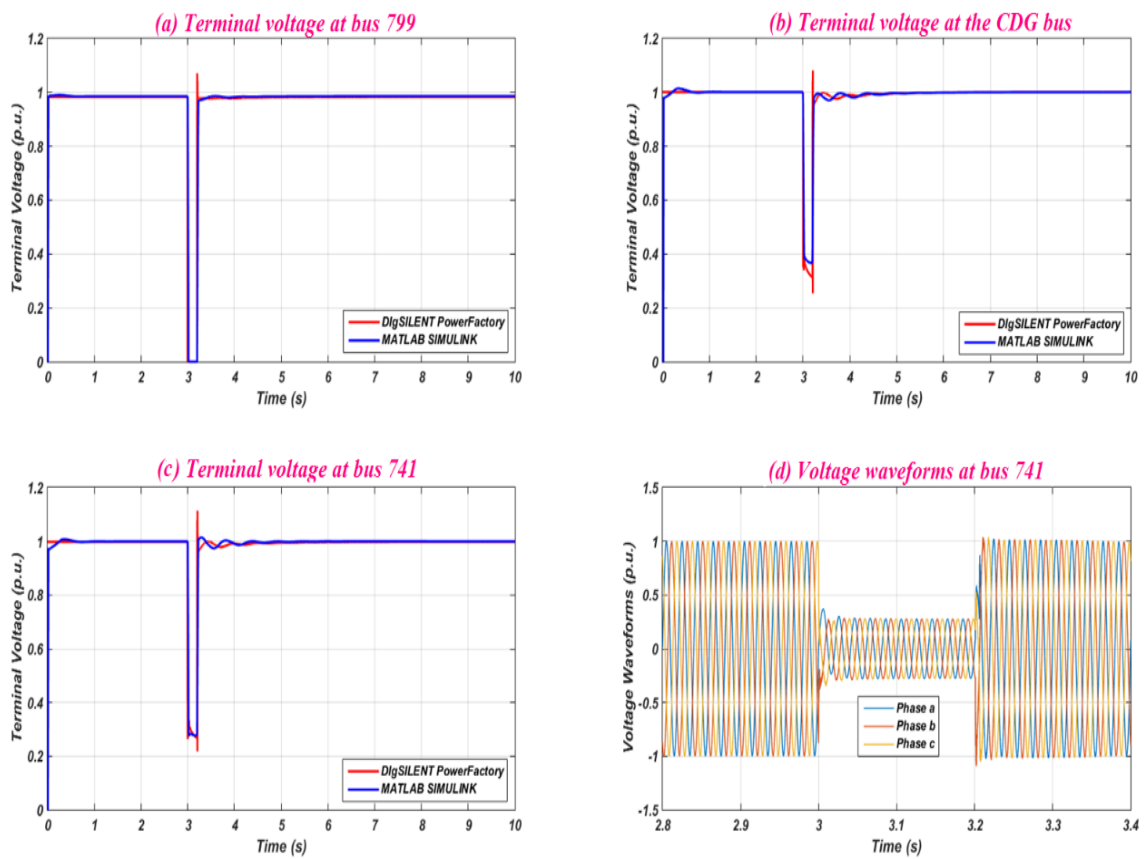 (a) Terminal voltage at bus 799
1.2
1
0.8
0.6
0.4
0.2
0
Terminal Voltage (p.u.)
DIgSILENT PowerFactory
MATLAB SIMULINK
0 1 2 3 4 5 6 7 8 9 10
Time (s)
(b) Terminal voltage at the CDG bus
1.2
1
0.8
0.6
0.4
0.2
0
Terminal Voltage (p.u.)
DIgSILENT PowerFactory
MATLAB SIMULINK
0 1 2 3 4 5 6 7 8 9 10
Time (s)
(c) Terminal voltage at bus 741
1.2
1
0.8
0.6
0.4
0.2
0
Terminal Voltage (p.u.)
DIgSILENT PowerFactory
MATLAB SIMULINK
0 1 2 3 4 5 6 7 8 9 10
Time (s)
(d) Voltage waveforms at bus 741
1.5
1
0.5
0
-0.5
-1
-1.5
Voltage Waveforms (p.u.)
Phase a
Phase b
Phase c
2.8 2.9 3 3.1 3.2 3.3 3.4
Time (s)